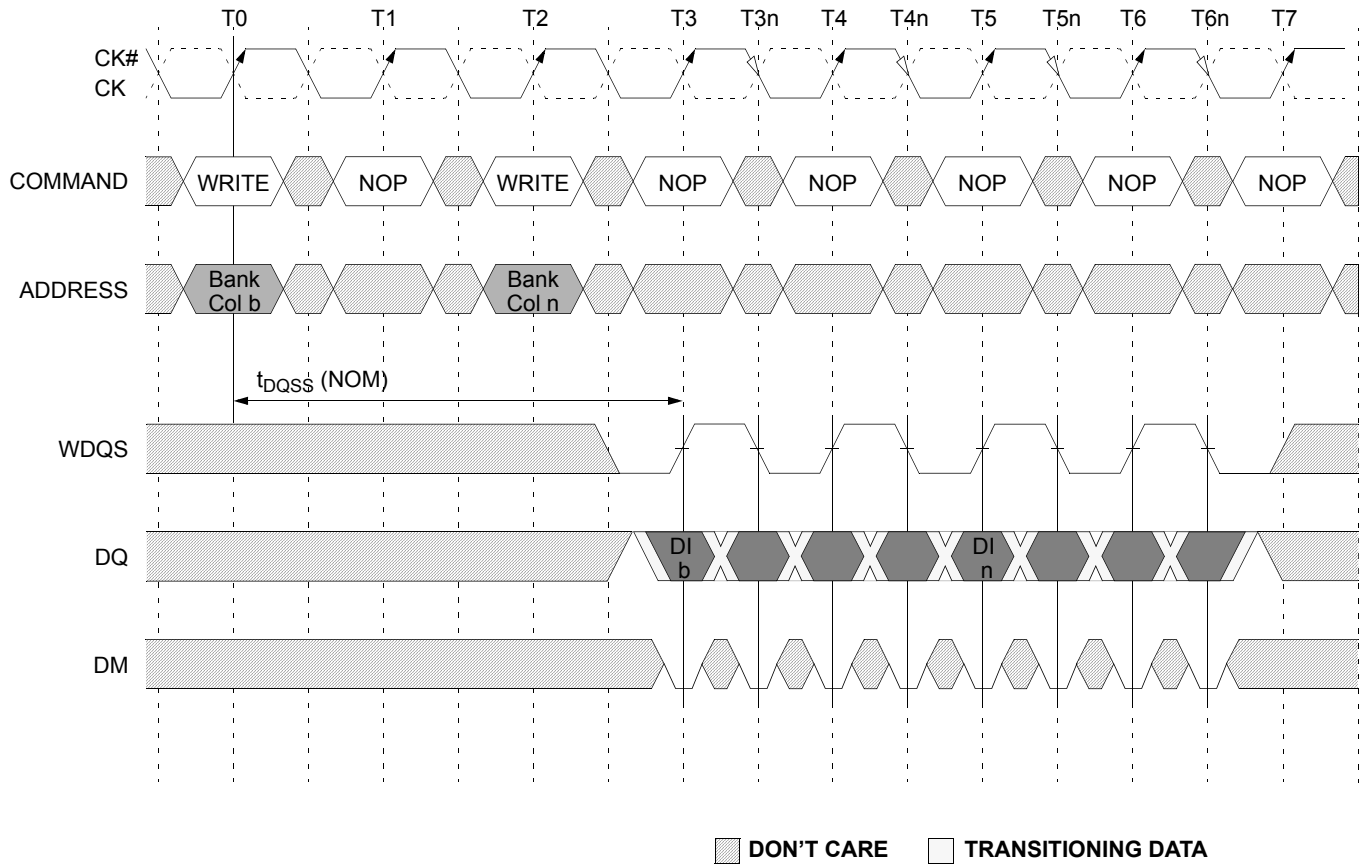 T0 T1 T2 T3 T3n T4 T4n T5 T5n T6 T6n T7
CK#
CK
COMMAND WRITE NOP WRITE NOP NOP NOP NOP NOP
ADDRESS
Bank
Col b
Bank
Col n
tDQSS (NOM)
WDQS
DQ
DI
b
DI
n
DM
DON'T CARE TRANSITIONING DATA